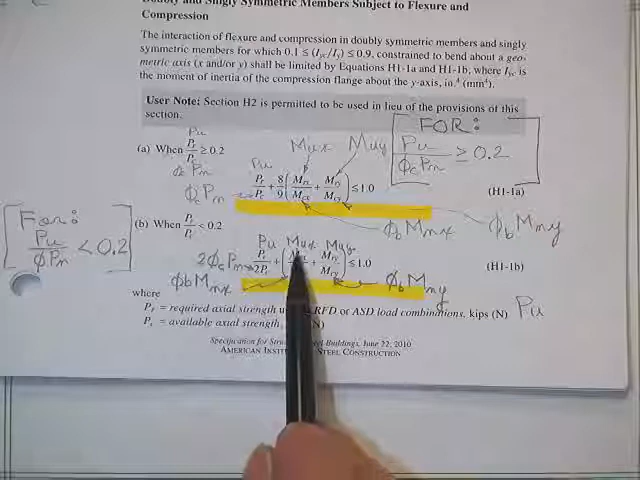 Doubly and Singly Symmetric Members Subject to Flexure and
Compression
The interaction of flexure and compression in doubly symmetric members and singly
symmetric members for which 0.1 ≤ (Iyc/Iy) ≤ 0.9, constrained to bend about a geo-
metric axis (x and/or y) shall be limited by Equations H1-1a and H1-1b, where Iyc is
the moment of inertia of the compression flange about the y-axis, in.⁴ (mm⁴).
User Note: Section H2 is permitted to be used in lieu of the provisions of this
section.
FOR:
Pu/ϕcPn ≥ 0.2
Pu
(a) When Pr/Pc ≥ 0.2
ϕcPn
Mux Muy
Pu
ϕcPn
Pr/Pc + 8/9 (Mrx/Mcx + Mry/Mcy) ≤ 1.0
(H1-1a)
ϕbMnx ϕbMny
For:
Pu/ϕPn < 0.2
(b) When Pr/Pc < 0.2
Pu Mux Muy
2ϕcPn
Pr/2Pc + ( + Mry/Mcy) ≤ 1.0
(H1-1b)
ϕbMnx ϕbMny
where
Pr = required axial strength RFD or ASD load combinations, kips (N) Pu
Pc = available axial strength, (N)
Specification for Steel Buildings, June 22, 2010
AMERICAN INSTITUTE OF STEEL CONSTRUCTION